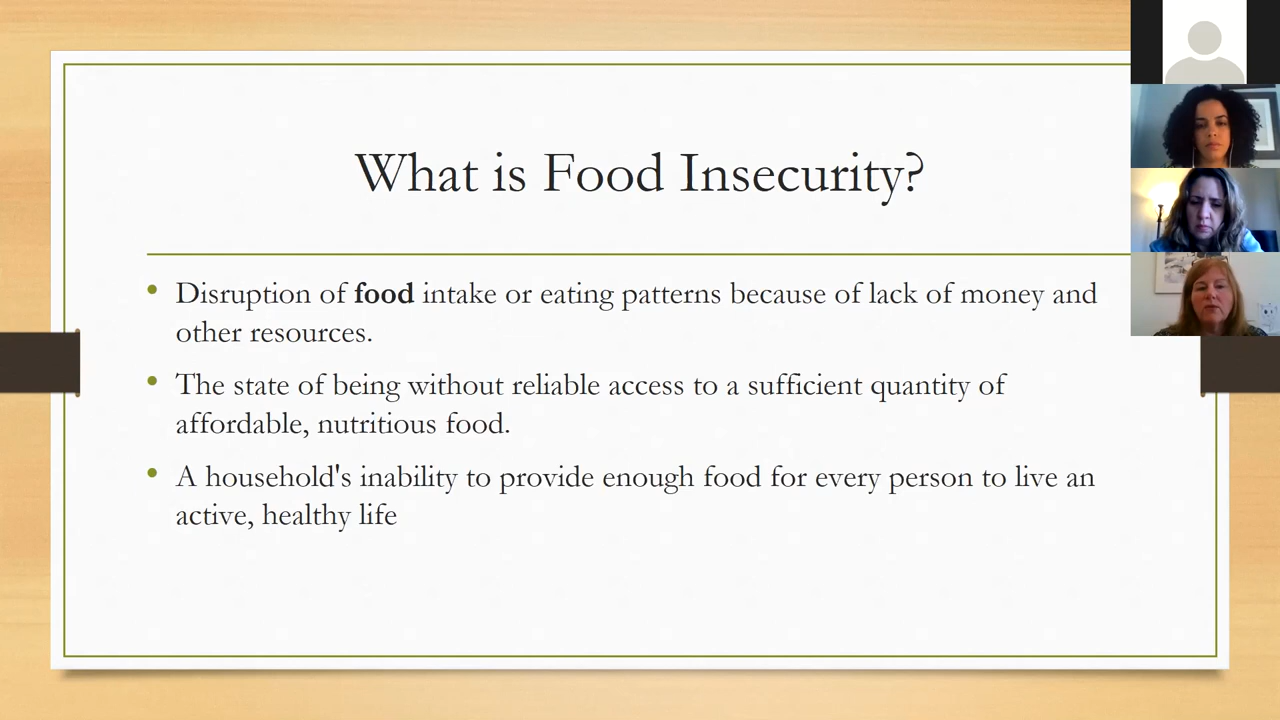 What is Food Insecurity?
• Disruption of food intake or eating patterns because of lack of money and
other resources.
• The state of being without reliable access to a sufficient quantity of
affordable, nutritious food.
• A household's inability to provide enough food for every person to live an
active, healthy life